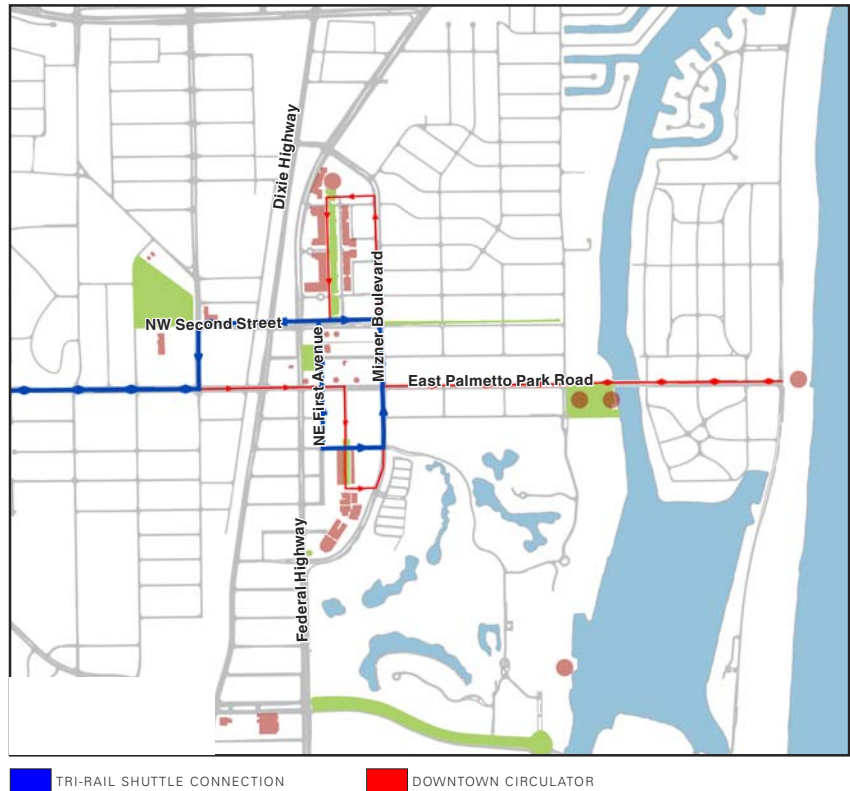 Dixie Highway
Mizner Boulevard
NW Second Street
NE First Avenue
East Palmetto Park Road
Federal Highway
TRI-RAIL SHUTTLE CONNECTION
DOWNTOWN CIRCULATOR